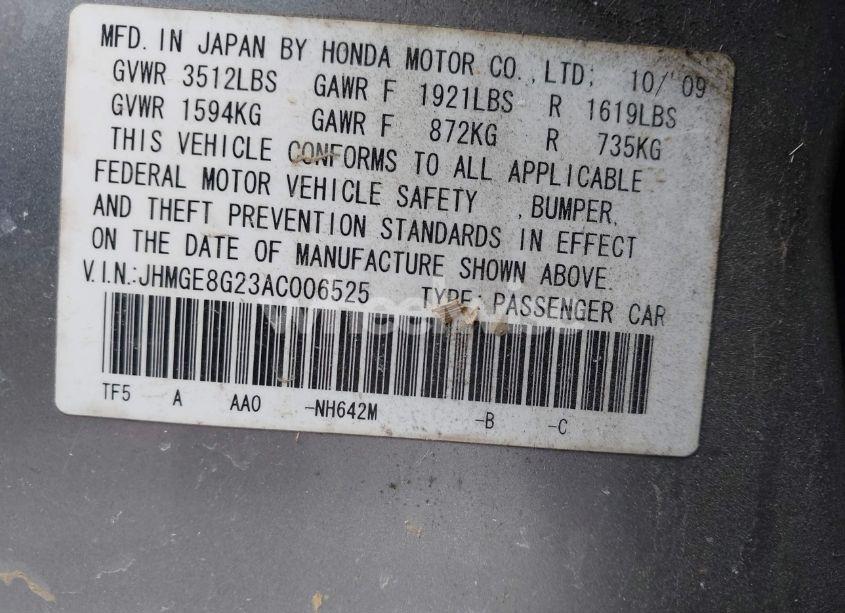 MFD. IN JAPAN BY HONDA MOTOR CO.,LTD; 10/'09
GVWR 3512LBS GAWR F 1921LBS R 1619LBS
GVWR 1594KG GAWR F 872KG R 735KG
THIS VEHICLE CONFORMS TO ALL APPLICABLE
FEDERAL MOTOR VEHICLE SAFETY ,BUMPER,
AND THEFT PREVENTION STANDARDS IN EFFECT
ON THE DATE OF MANUFACTURE SHOWN ABOVE.
V.I.N.:JHMGE8G23AC006525 TYPE: PASSENGER CAR
TF5 A AA0 -NH642M -B -C